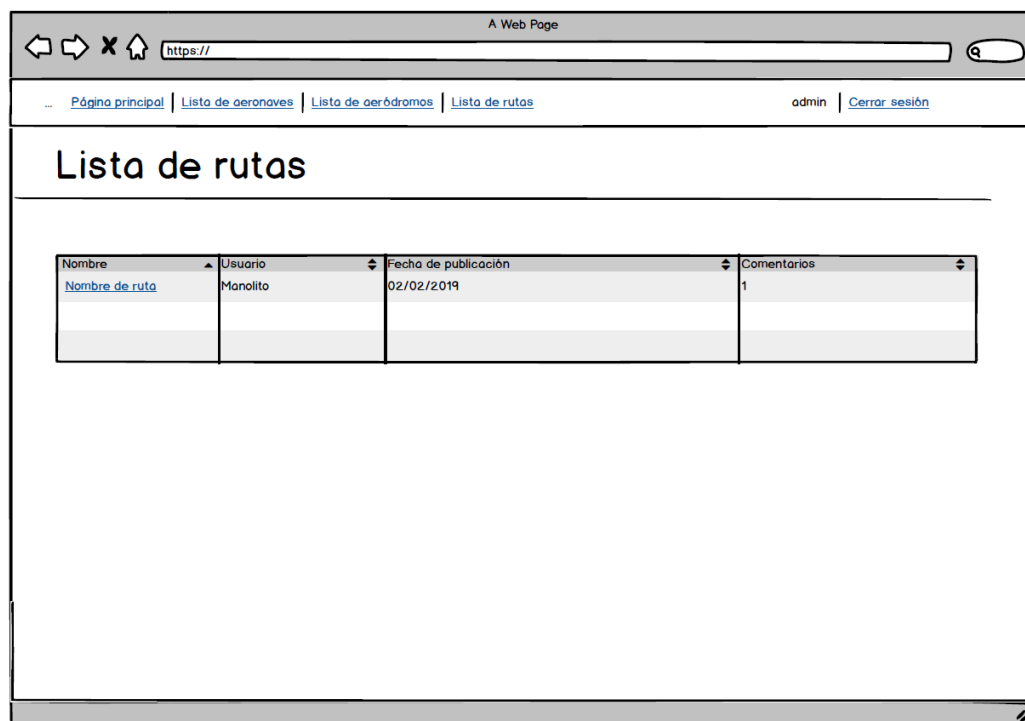 A Web Page
https://
... Página principal Lista de aeronaves Lista de aeródromos Lista de rutas admin Cerrar sesión
Lista de rutas
Nombre Usuario Fecha de publicación Comentarios
Nombre de ruta Manolito 02/02/2019 1